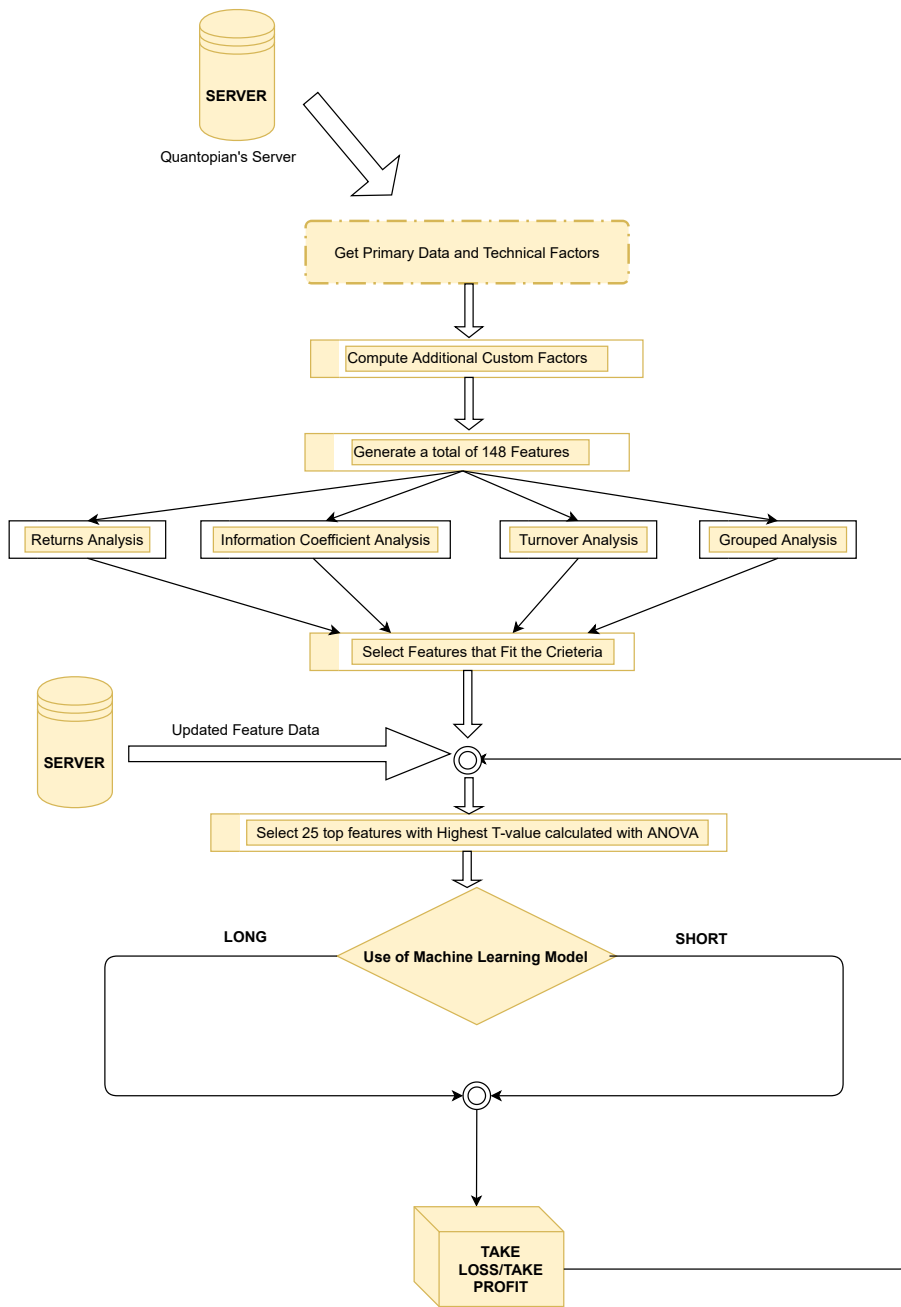 SERVER
Quantopian's Server
Get Primary Data and Technical Factors
Compute Additional Custom Factors
Generate a total of 148 Features
Returns Analysis
Information Coefficient Analysis
Turnover Analysis
Grouped Analysis
Select Features that Fit the Crieteria
Updated Feature Data
SERVER
Select 25 top features with Highest T-value calculated with ANOVA
LONG
SHORT
Use of Machine Learning Model
TAKE
LOSS/TAKE
PROFIT